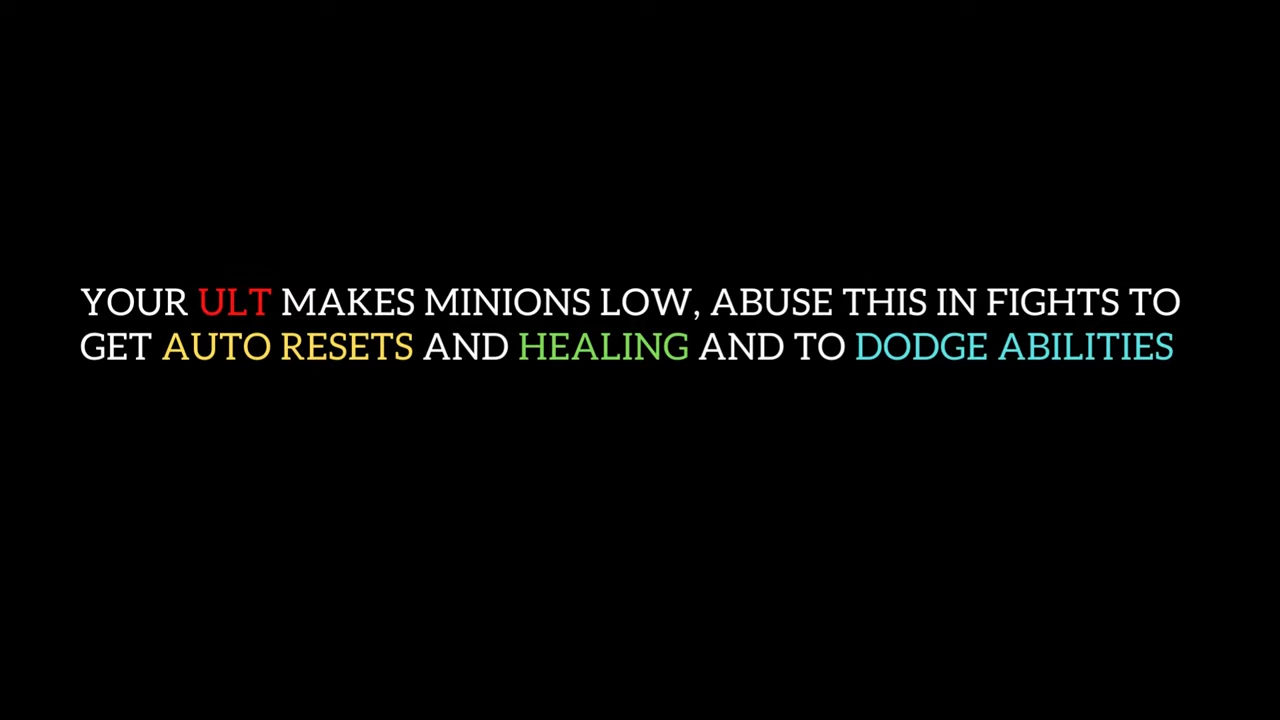 YOUR ULT MAKES MINIONS LOW, ABUSE THIS IN FIGHTS TO
GET AUTO RESETS AND HEALING AND TO DODGE ABILITIES